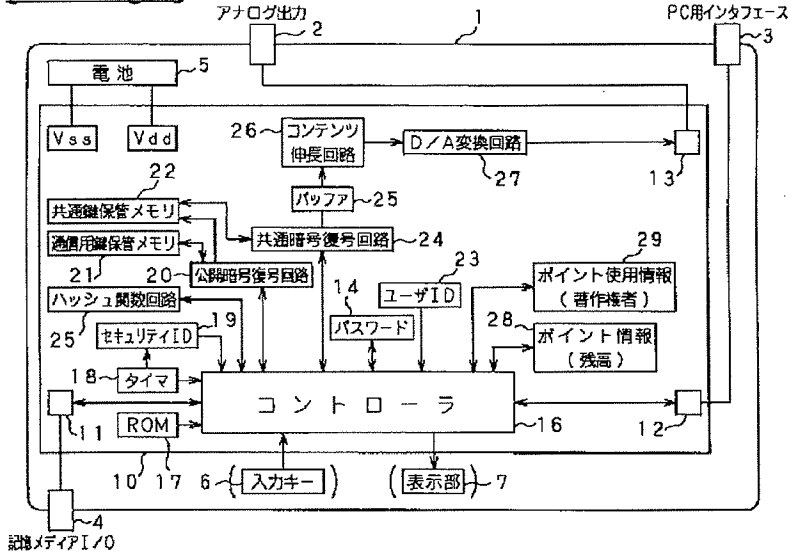 アナログ出力
2
1
PC用インタフェース
3
電池
5
Vss
Vdd
26
コンテンツ
伸長回路
D/A変換回路
27
13
22
バッファ
25
共通鍵保管メモリ
共通暗号復号回路
24
通信用鍵保管メモリ
21
20
公開暗号復号回路
23
ユーザID
29
ポイント使用情報
(著作権者)
ハッシュ関数回路
25
14
パスワード
28
ポイント情報
(残高)
19
セキュリティID
18
タイマ
コントローラ
16
11
12
ROM
17
10
6
(入力キー)
(表示部)
7
4
記憶メディアI/O